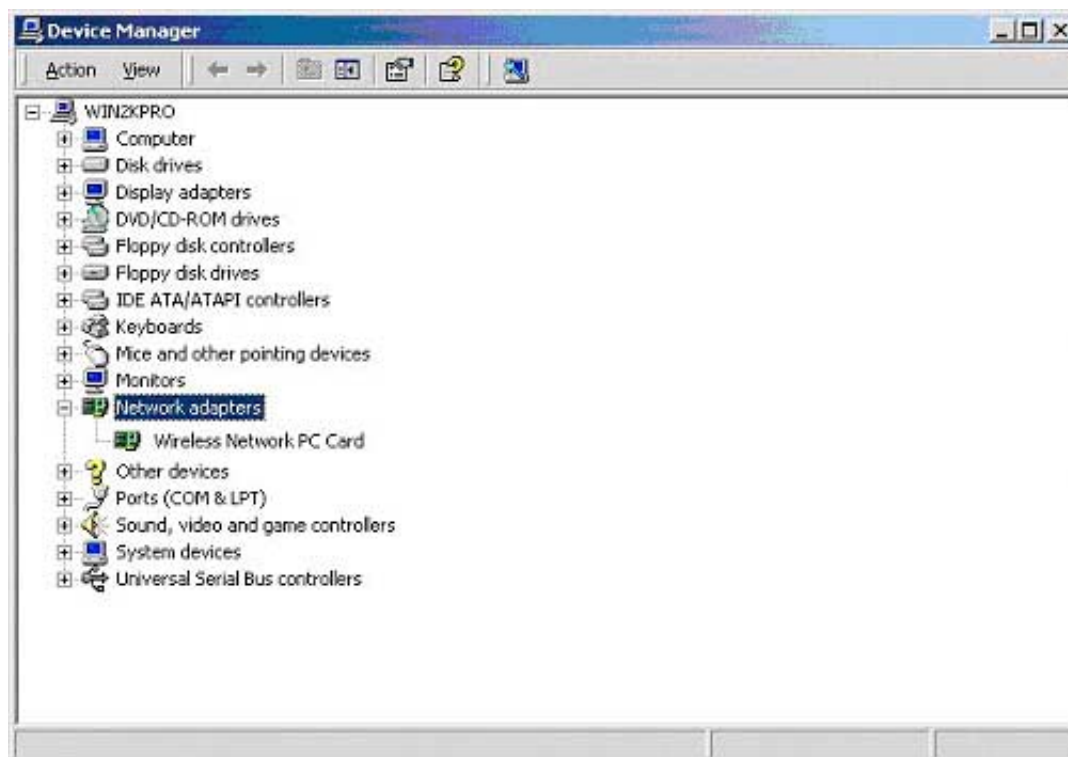 Device Manager
Action View
WIN2KPRO
Computer
Disk drives
Display adapters
DVD/CD-ROM drives
Floppy disk controllers
Floppy disk drives
IDE ATA/ATAPI controllers
Keyboards
Mice and other pointing devices
Monitors
Network adapters
Wireless Network PC Card
Other devices
Ports (COM & LPT)
Sound, video and game controllers
System devices
Universal Serial Bus controllers